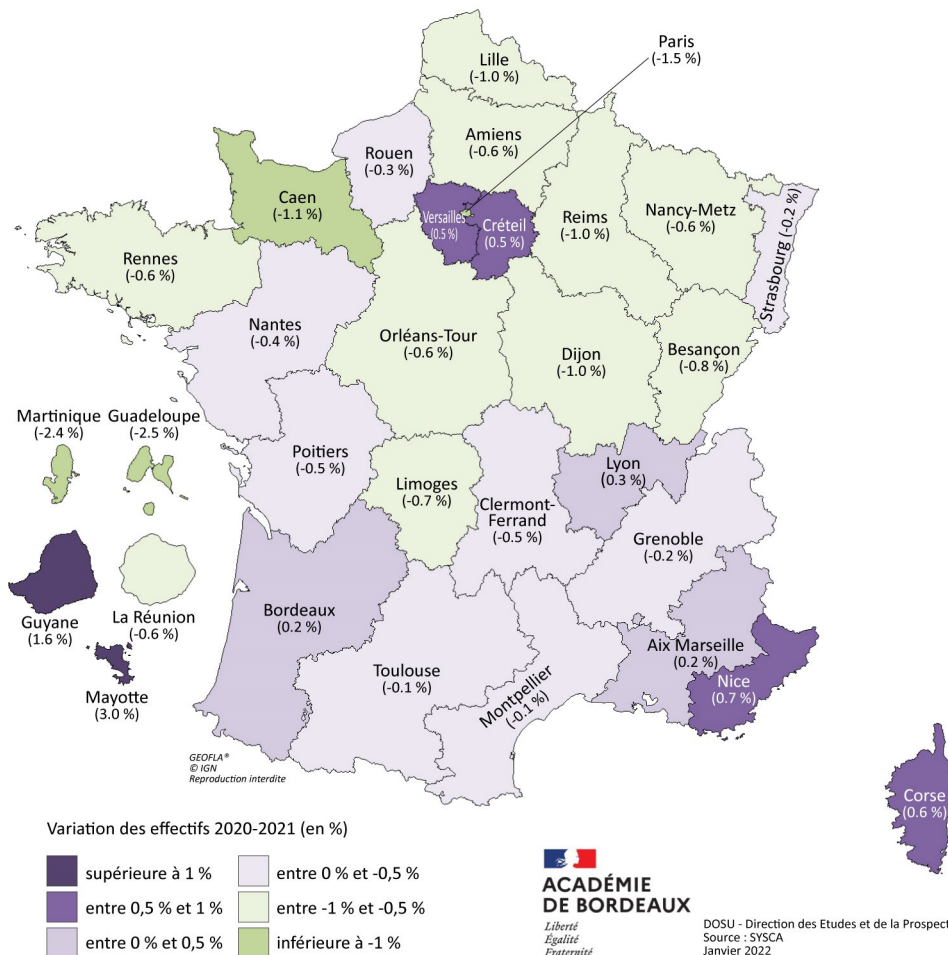 Paris
(-1.5 %)
Lille
(-1.0 %)
Amiens
(-0.6 %)
Rouen
(-0.3 %)
Caen
(-1.1 %)
Versailles
(0.5 %)
Créteil
(0.5 %)
Reims
(-1.0 %)
Nancy-Metz
(-0.6 %)
Strasbourg (-0.2 %)
Rennes
(-0.6 %)
Nantes
(-0.4 %)
Orléans-Tour
(-0.6 %)
Dijon
(-1.0 %)
Besançon
(-0.8 %)
Martinique
(-2.4 %)
Guadeloupe
(-2.5 %)
Poitiers
(-0.5 %)
Limoges
(-0.7 %)
Clermont-
Ferrand
(-0.5 %)
Lyon
(0.3 %)
Grenoble
(-0.2 %)
Guyane
(1.6 %)
La Réunion
(-0.6 %)
Mayotte
(3.0 %)
Bordeaux
(0.2 %)
Toulouse
(-0.1 %)
Montpellier
(-0.1 %)
Aix Marseille
(0.2 %)
Nice
(0.7 %)
Corse
(0.6 %)
GEOFLA®
© IGN
Reproduction interdite
Variation des effectifs 2020-2021 (en %)
supérieure à 1 %
entre 0,5 % et 1 %
entre 0 % et 0,5 %
entre 0 % et -0,5 %
entre -1 % et -0,5 %
inférieure à -1 %
ACADÉMIE
DE BORDEAUX
Liberté
Égalité
Fraternité
DOSU - Direction des Etudes et de la Prospect
Source : SYSCA
Janvier 2022